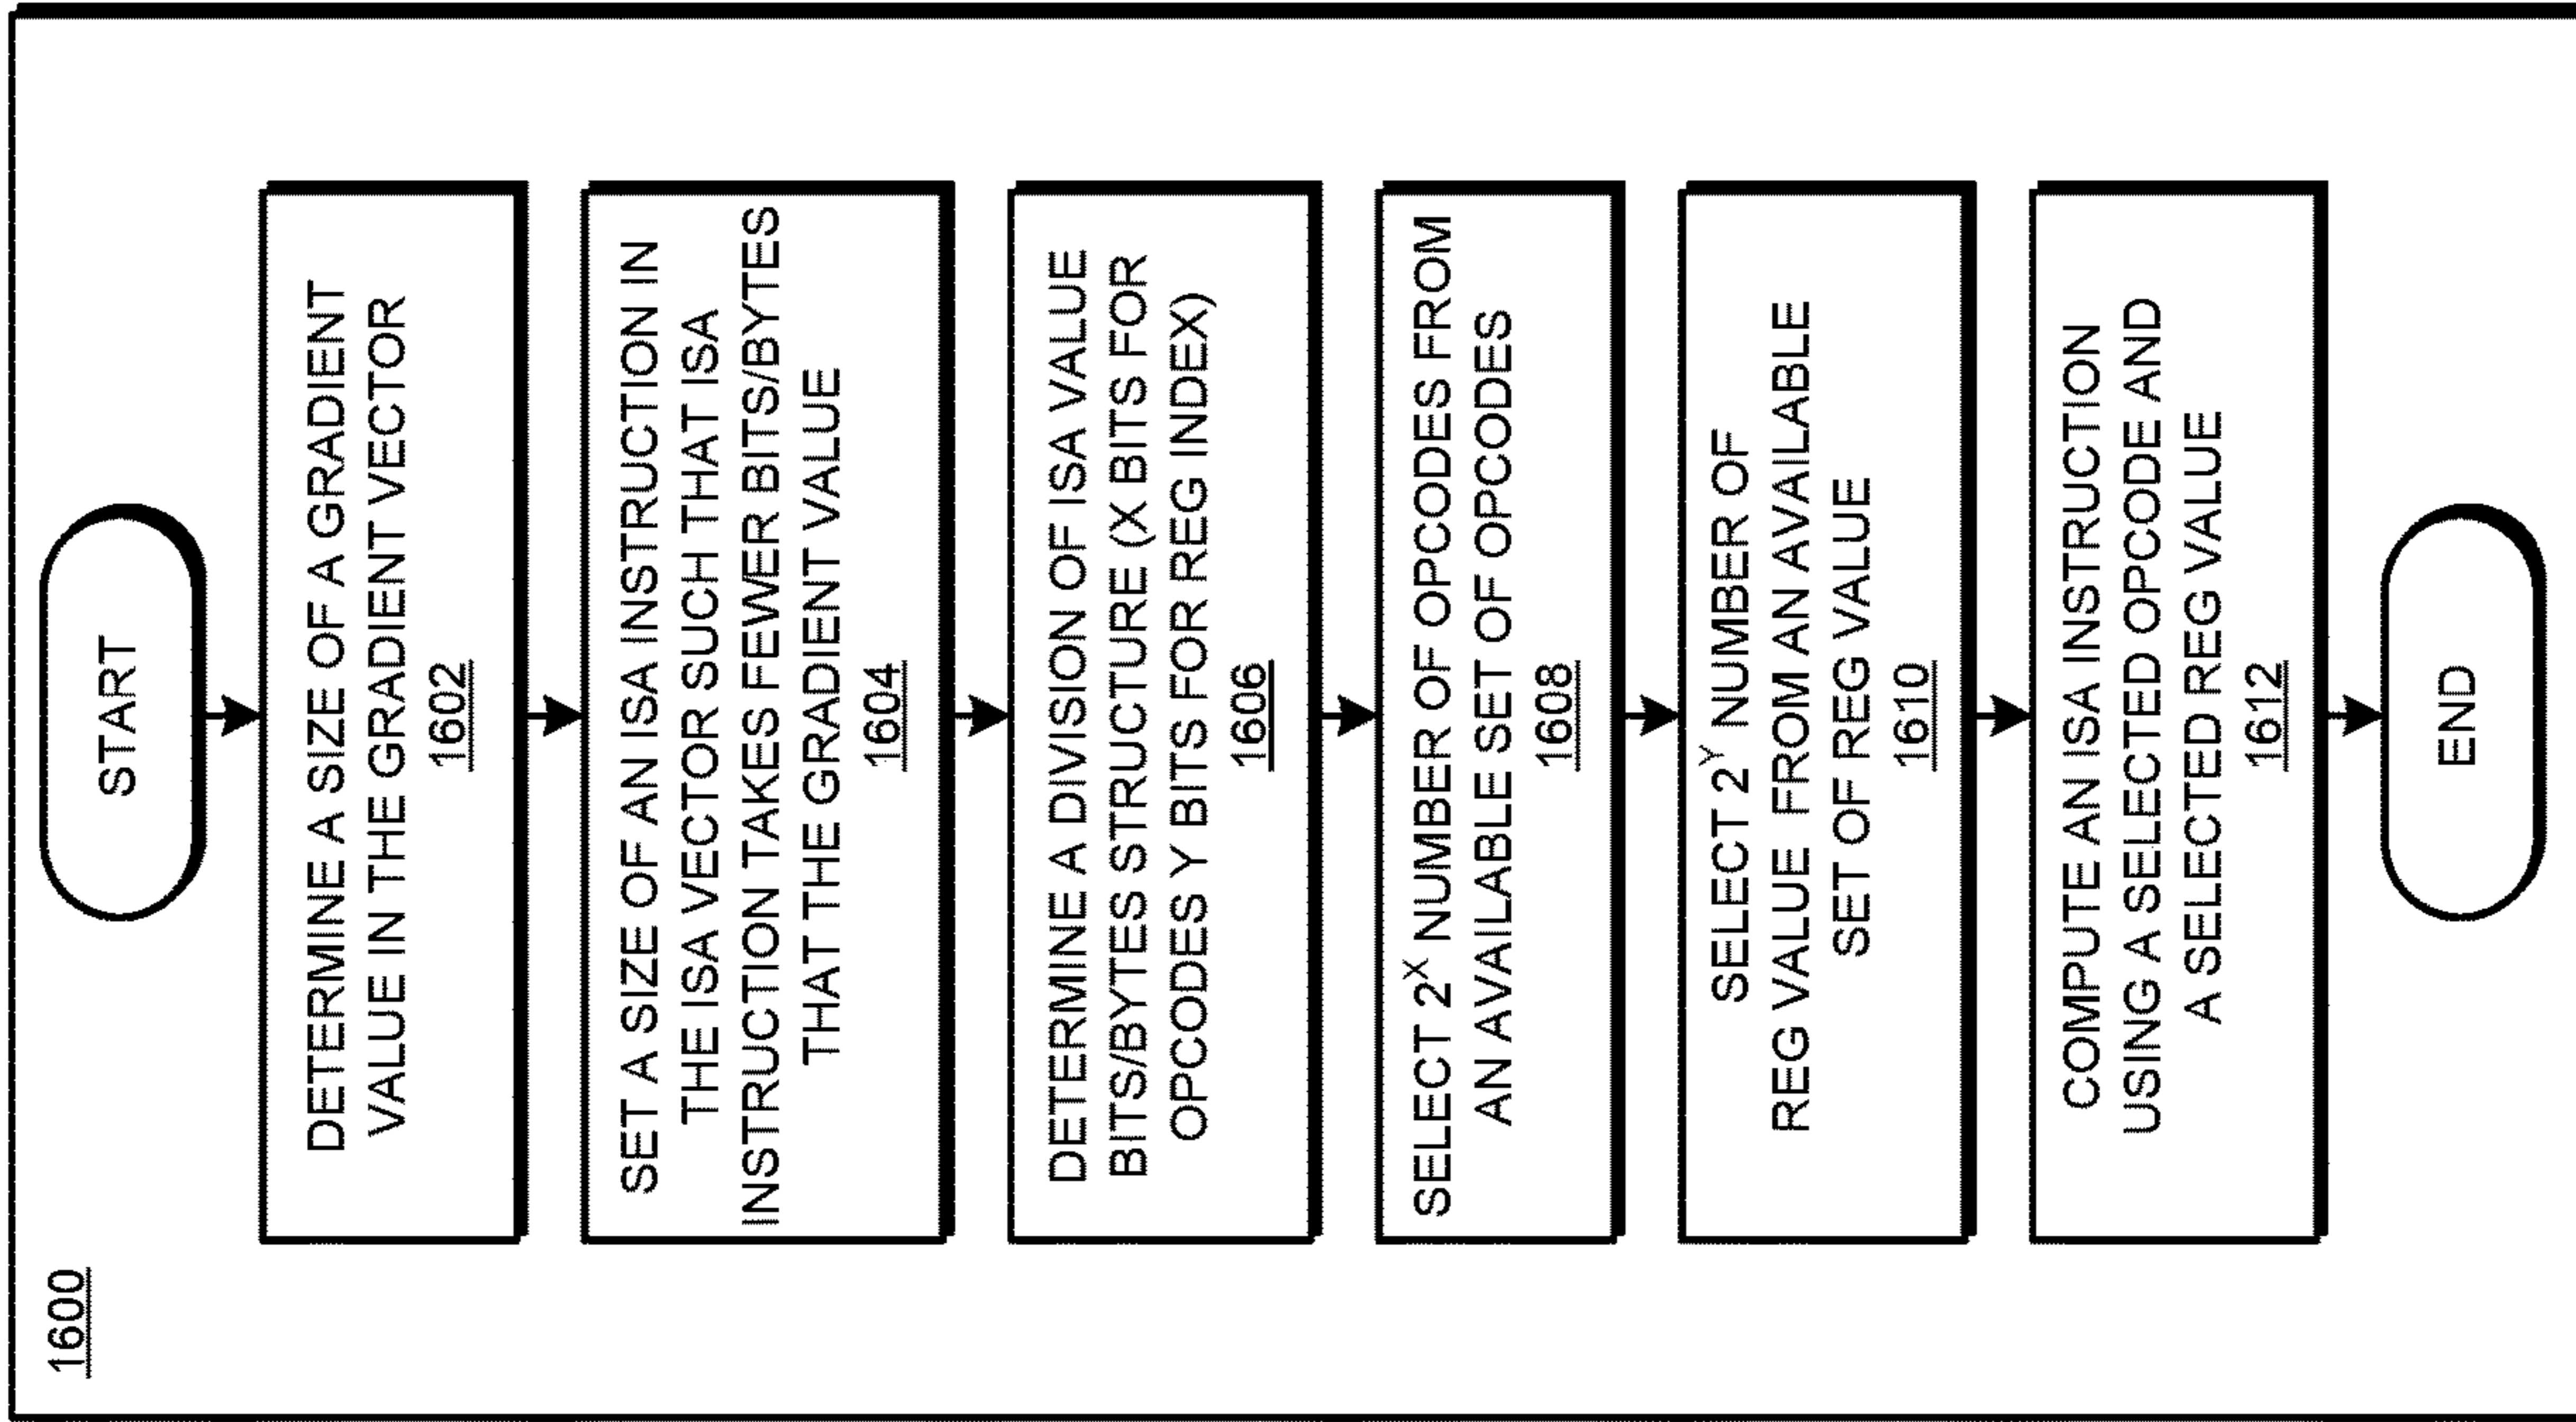 1600
START
DETERMINE A SIZE OF A GRADIENT
VALUE IN THE GRADIENT VECTOR
1602
SET A SIZE OF AN ISA INSTRUCTION IN
THE ISA VECTOR SUCH THAT ISA
INSTRUCTION TAKES FEWER BITS/BYTES
THAT THE GRADIENT VALUE
1604
DETERMINE A DIVISION OF ISA VALUE
BITS/BYTES STRUCTURE (X BITS FOR
OPCODES Y BITS FOR REG INDEX)
1606
SELECT 2^X NUMBER OF OPCODES FROM
AN AVAILABLE SET OF OPCODES
1608
SELECT 2^Y NUMBER OF
REG VALUE FROM AN AVAILABLE
SET OF REG VALUE
1610
COMPUTE AN ISA INSTRUCTION
USING A SELECTED OPCODE AND
A SELECTED REG VALUE
1612
END